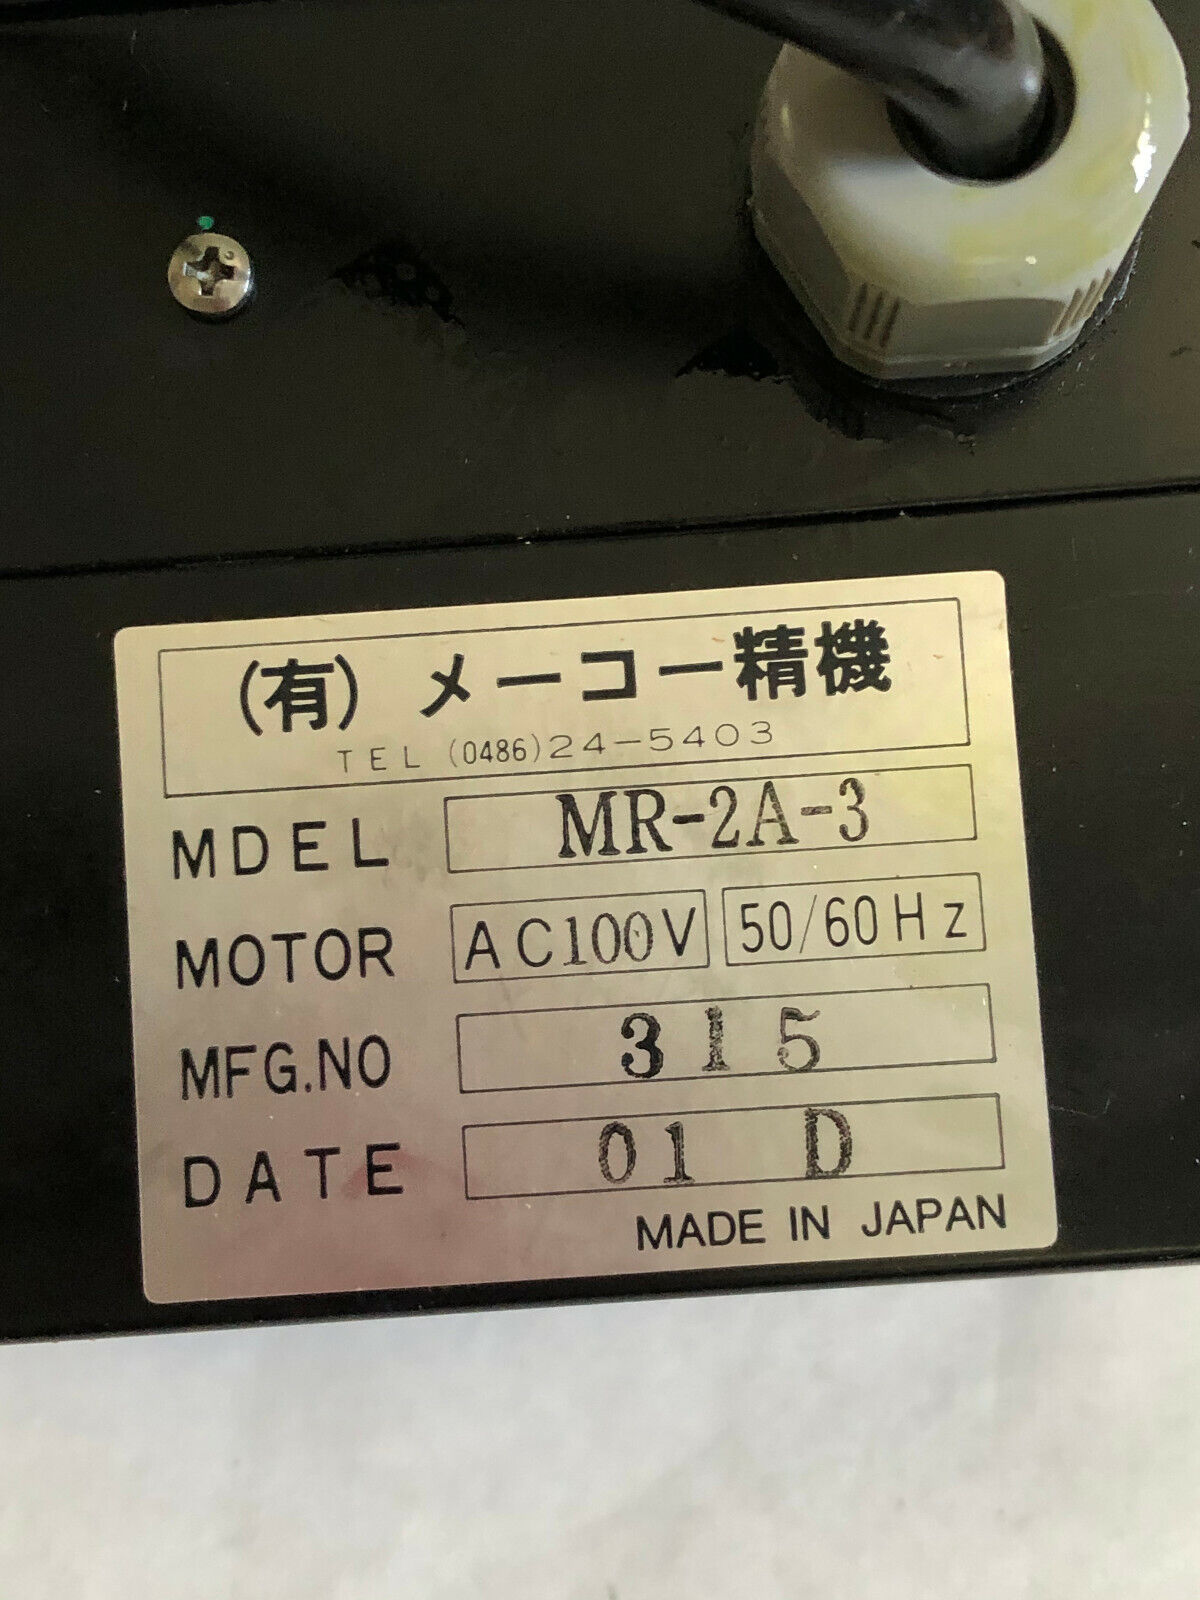 (有)メーコー精機
TEL (0486)24-5403
MDEL MR-2A-3
MOTOR AC100V 50/60Hz
MFG.NO 315
DATE 01 D
MADE IN JAPAN